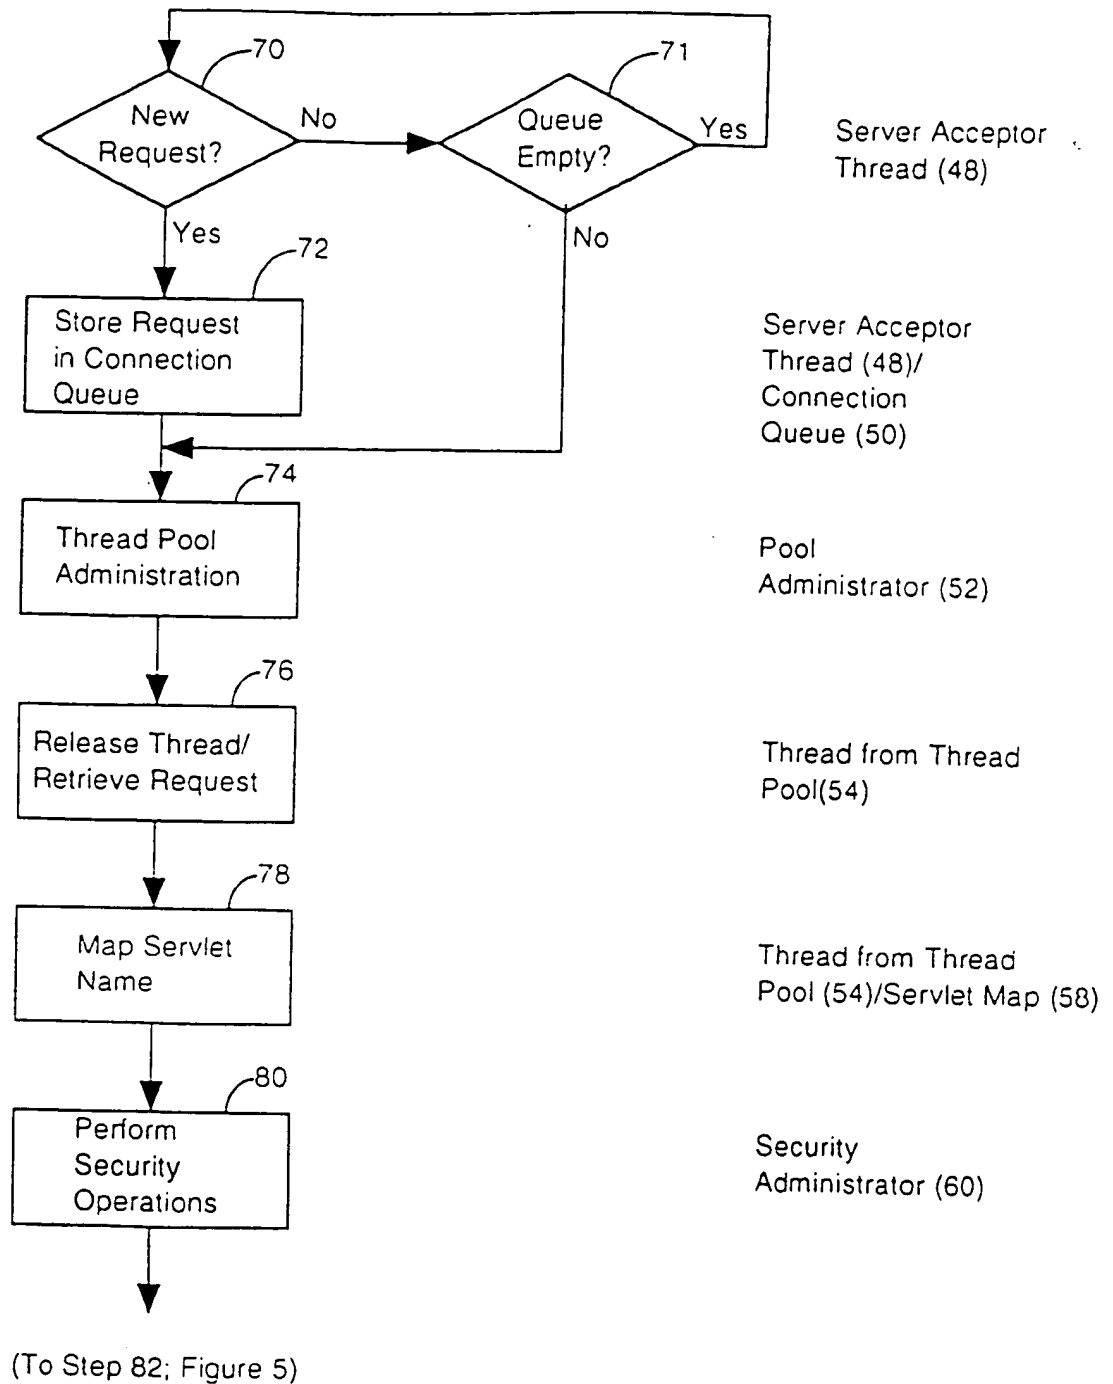 70
New
Request?
No
71
Queue
Empty?
Yes
Server Acceptor
Thread (48)
Yes
No
72
Store Request
in Connection
Queue
Server Acceptor
Thread (48)/
Connection
Queue (50)
74
Thread Pool
Administration
Pool
Administrator (52)
76
Release Thread/
Retrieve Request
Thread from Thread
Pool(54)
78
Map Servlet
Name
Thread from Thread
Pool (54)/Servlet Map (58)
80
Perform
Security
Operations
Security
Administrator (60)
(To Step 82; Figure 5)